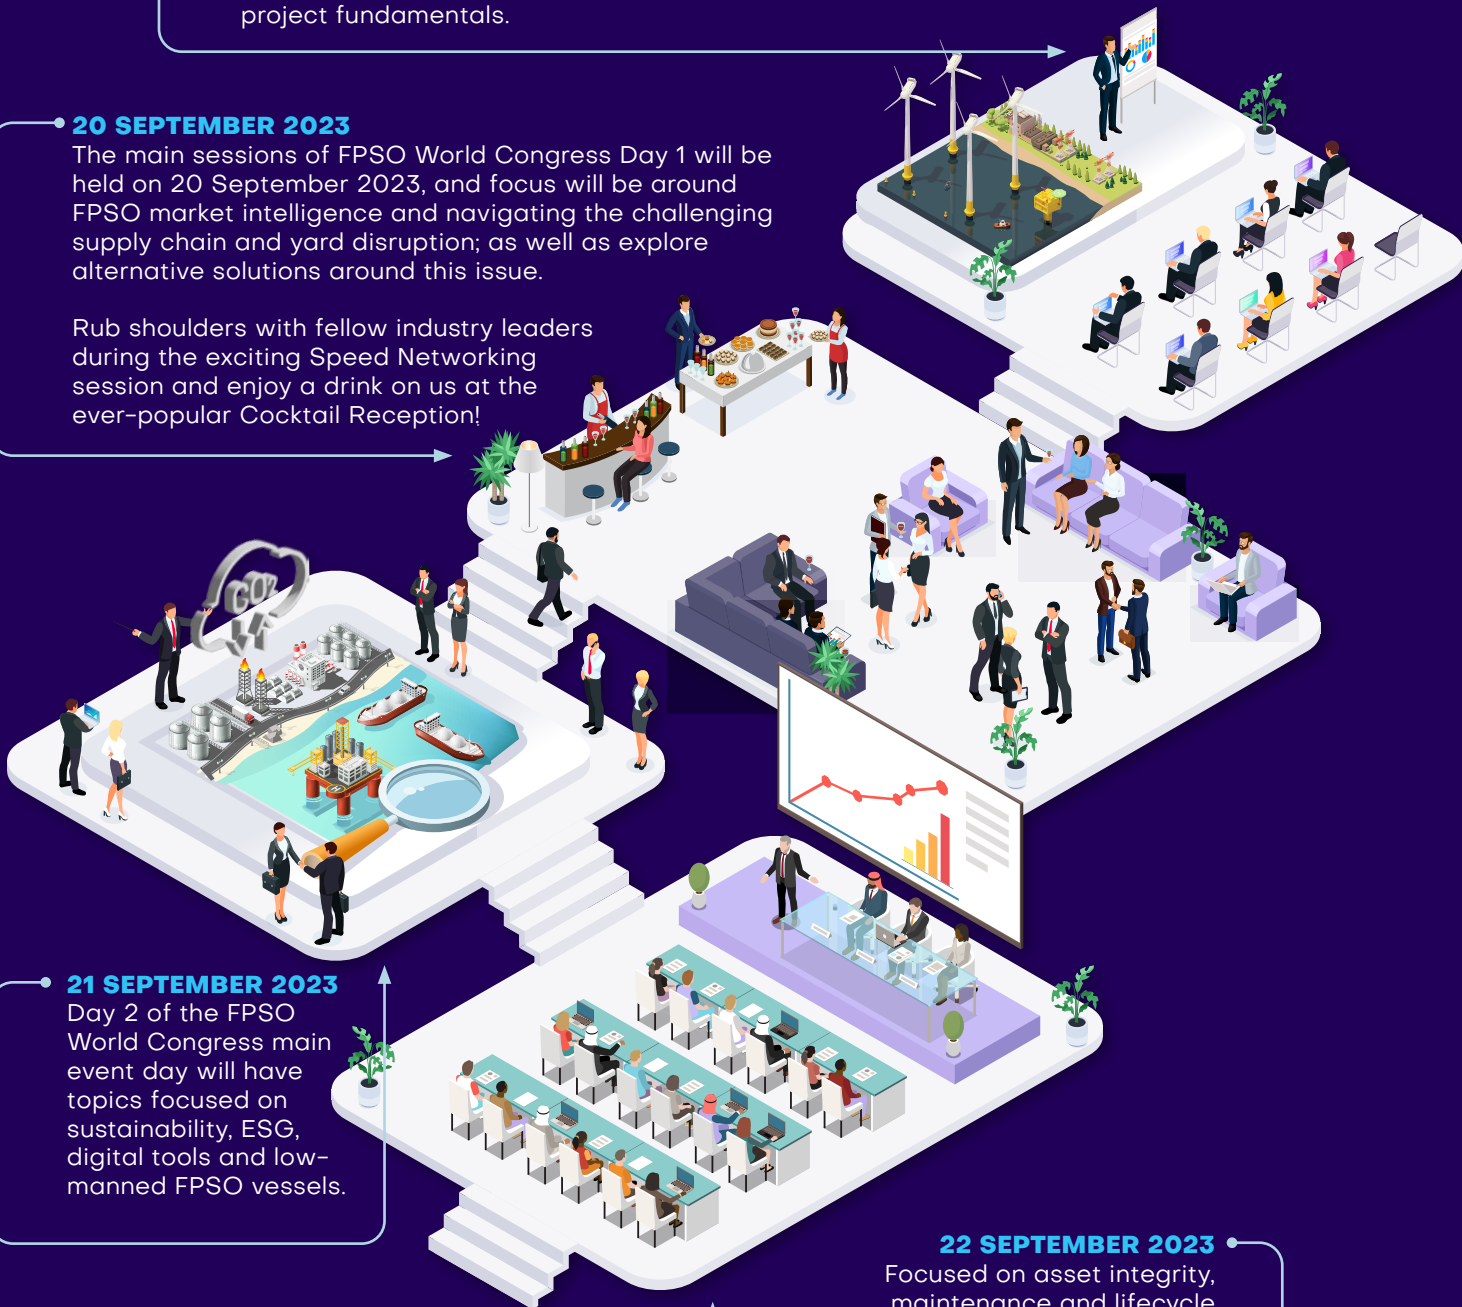 project fundamentals.
20 SEPTEMBER 2023
The main sessions of FPSO World Congress Day 1 will be
held on 20 September 2023, and focus will be around
FPSO market intelligence and navigating the challenging
supply chain and yard disruption; as well as explore
alternative solutions around this issue.
Rub shoulders with fellow industry leaders
during the exciting Speed Networking
session and enjoy a drink on us at the
ever-popular Cocktail Reception!
CO2
21 SEPTEMBER 2023
Day 2 of the FPSO
World Congress main
event day will have
topics focused on
sustainability, ESG,
digital tools and low-
manned FPSO vessels.
22 SEPTEMBER 2023
Focused on asset integrity,
maintenance and lifecycle